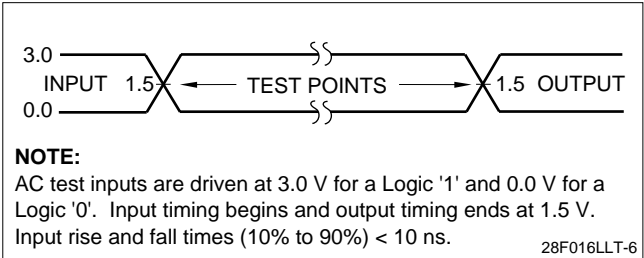 3.0
INPUT 1.5 TEST POINTS 1.5 OUTPUT
0.0
NOTE:
AC test inputs are driven at 3.0 V for a Logic '1' and 0.0 V for a
Logic '0'. Input timing begins and output timing ends at 1.5 V.
Input rise and fall times (10% to 90%) < 10 ns.
28F016LLT-6